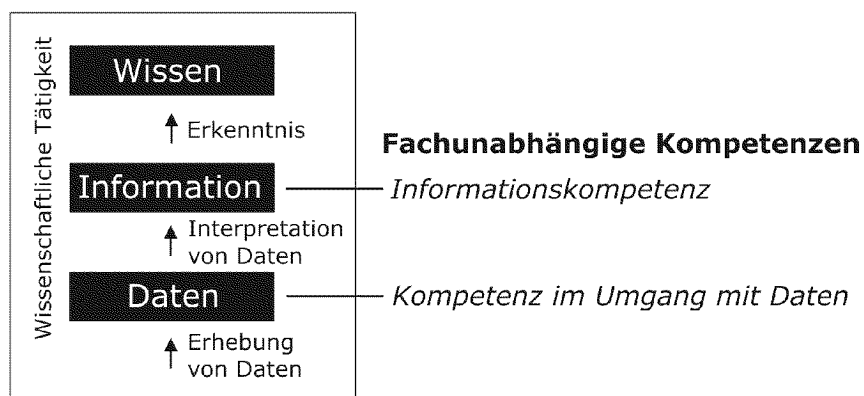 Wissenschaftliche Tätigkeit
Wissen
Erkenntnis
Fachunabhängige Kompetenzen
Information
Informationskompetenz
Interpretation
von Daten
Daten
Kompetenz im Umgang mit Daten
Erhebung
von Daten